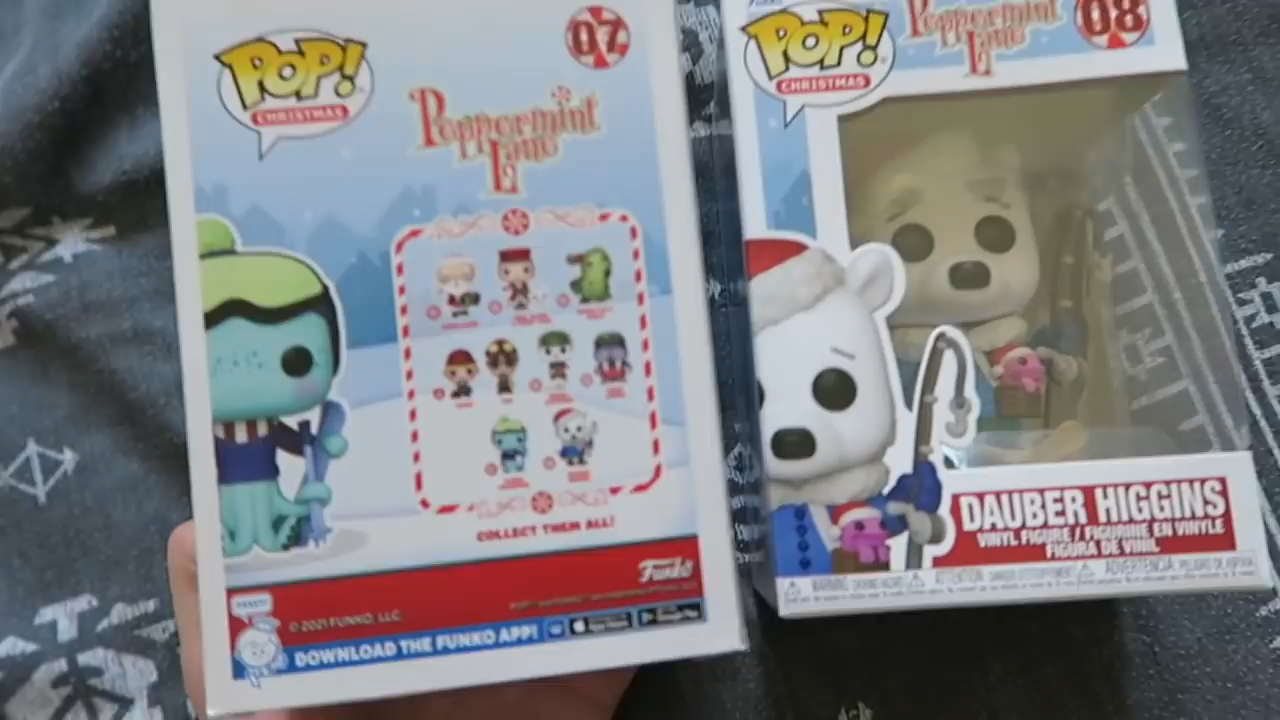 POP!
CHRISTMAS
07
Peppermint
Lane
COLLECT THEM ALL!
Funko
© 2021 FUNKO, LLC.
DOWNLOAD THE FUNKO APP!
POP!
CHRISTMAS
Peppermint
Lane
08
DAUBER HIGGINS
VINYL FIGURE / FIGURINE EN VINYLE
FIGURA DE VINIL
WARNING
ATTENTION
ADVERTENCIA